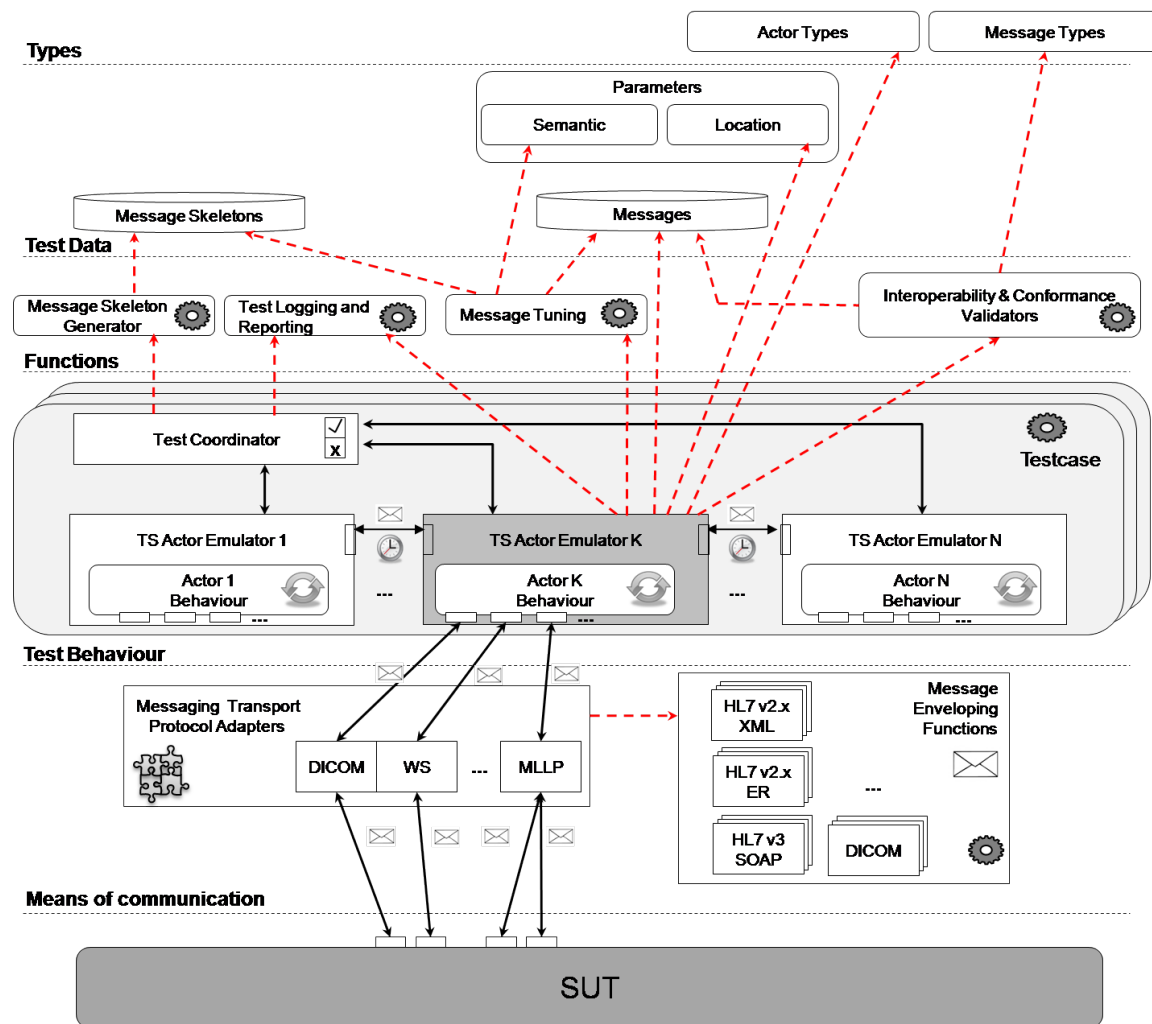 Actor Types
Message Types
Types
Parameters
Semantic
Location
Message Skeletons
Messages
Test Data
Message Skeleton
Generator
Test Logging and
Reporting
Message Tuning
Interoperability & Conformance
Validators
Functions
Test Coordinator
X
Testcase
TS Actor Emulator 1
TS Actor Emulator K
TS Actor Emulator N
Actor 1
Behaviour
...
Actor K
Behaviour
...
Actor N
Behaviour
...
...
...
Test Behaviour
Messaging Transport
Protocol Adapters
DICOM
WS
...
MLLP
Message
Enveloping
Functions
HL7 v2.x
XML
HL7 v2.x
ER
...
HL7 v3
SOAP
DICOM
Means of communication
SUT